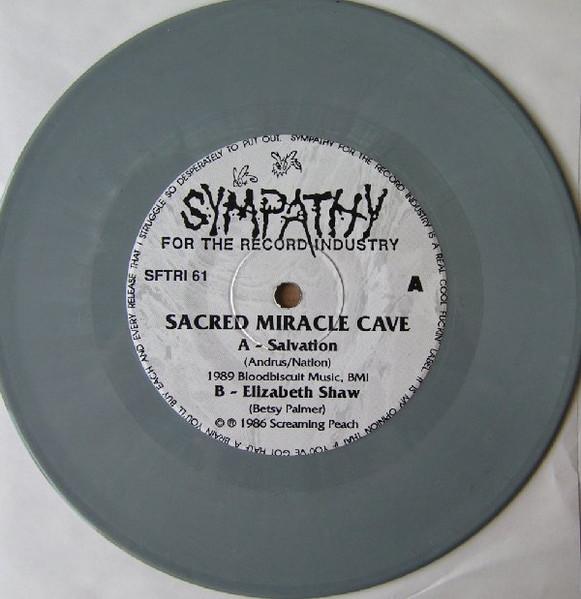 SYMPATHY
FOR THE RECORD INDUSTRY
SFTRI 61
A
SACRED MIRACLE CAVE
A - Salvation
(Andrus/Nation)
1989 Bloodbiscuit Music, BMI
B - Elizabeth Shaw
(Betsy Palmer)
© ℗ 1986 Screaming Peach
SYMPATHY FOR THE RECORD INDUSTRY IS A REAL COOL FUCKIN' LABEL. IT IS MY OPINION THAT IF YOU'VE GOT HALF A BRAIN YOU'LL BUY EACH AND EVERY RELEASE THAT I STRUGGLE SO DESPERATELY TO PUT OUT.